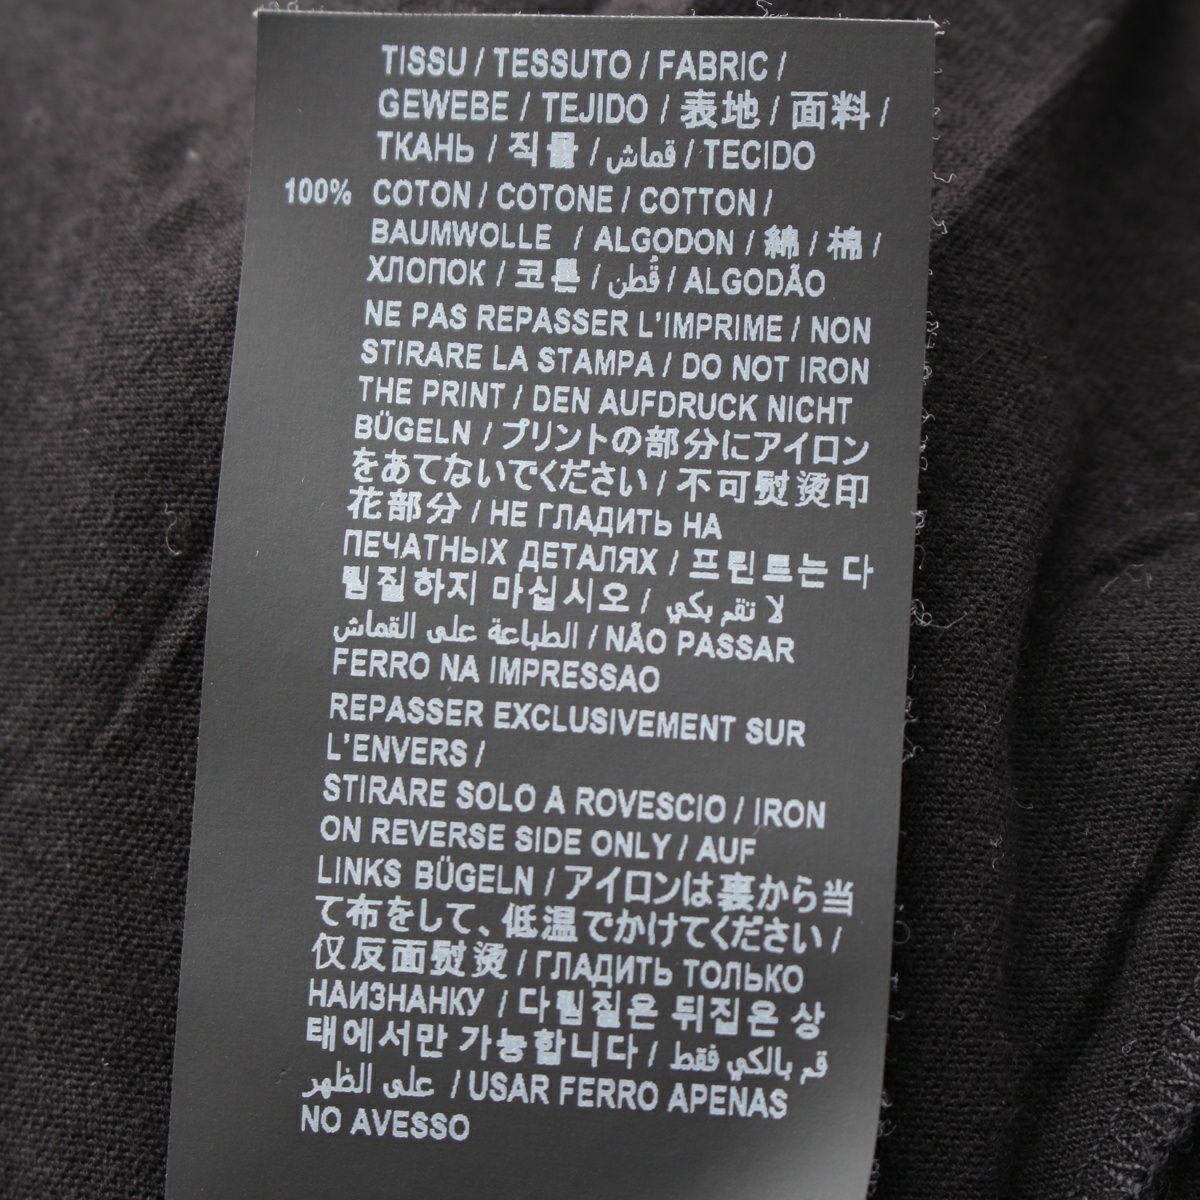 TISSU / TESSUTO / FABRIC /
GEWEBE / TEJIDO / 表地 / 面料 /
ТКАНЬ / 직물 / قماش / TECIDO
100% COTON / COTONE / COTTON /
BAUMWOLLE / ALGODON / 綿 / 棉 /
ХЛОПОК / 코튼 / قُطن / ALGODÃO
NE PAS REPASSER L'IMPRIME / NON
STIRARE LA STAMPA / DO NOT IRON
THE PRINT / DEN AUFDRUCK NICHT
BÜGELN / プリントの部分にアイロン
をあてないでください / 不可熨烫印
花部分 / НЕ ГЛАДИТЬ НА
ПЕЧАТНЫХ ДЕТАЛЯХ / 프린트는 다
림질하지 마십시오 / لا تقم بكي
الطباعة على القماش / NÃO PASSAR
FERRO NA IMPRESSAO
REPASSER EXCLUSIVEMENT SUR
L'ENVERS /
STIRARE SOLO A ROVESCIO / IRON
ON REVERSE SIDE ONLY / AUF
LINKS BÜGELN / アイロンは裏から当
て布をして、低温でかけてください /
仅反面熨烫 / ГЛАДИТЬ ТОЛЬКО
НАИЗНАНКУ / 다림질은 뒤집은 상
태에서만 가능합니다 / قم بالكي فقط
على الظهر / USAR FERRO APENAS
NO AVESSO